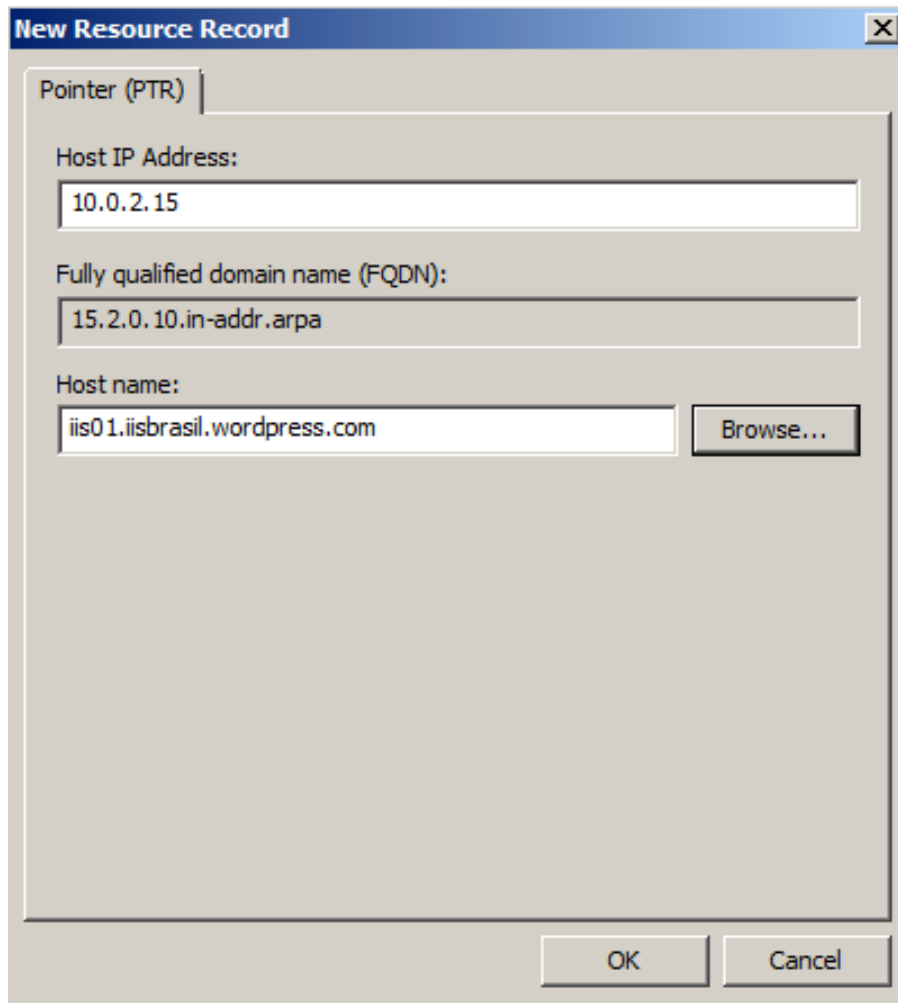 New Resource Record
Pointer (PTR)
Host IP Address:
10.0.2.15
Fully qualified domain name (FQDN):
15.2.0.10.in-addr.arpa
Host name:
iis01.iisbrasil.wordpress.com
Browse...
OK
Cancel